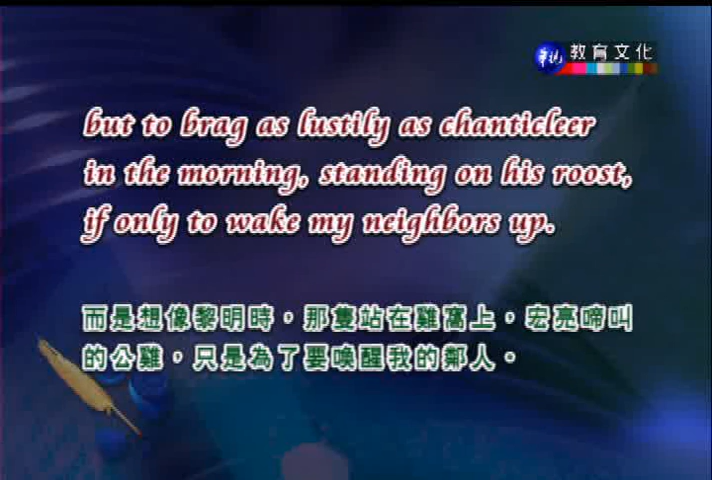 華視 教育文化
but to brag as lustily as chanticleer
in the morning, standing on his roost,
if only to wake my neighbors up.
而是想像黎明時，那隻站在雞窩上，宏亮啼叫
的公雞，只是為了要喚醒我的鄰人。